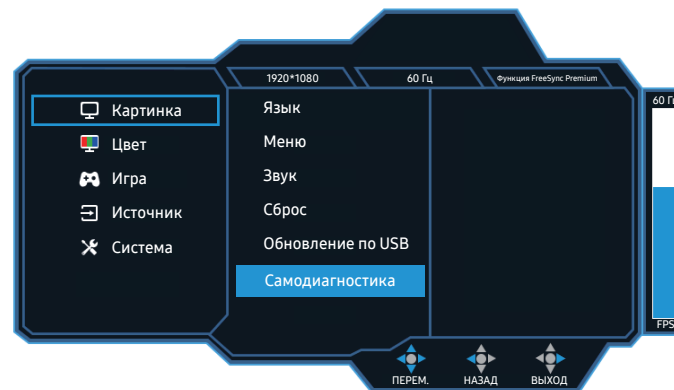 1920*1080
60 Гц
Функция FreeSync Premium
Картинка
Цвет
Игра
Источник
Система
Язык
Меню
Звук
Сброс
Обновление по USB
Самодиагностика
60 Гц
FPS
ПЕРЕМ.
НАЗАД
ВЫХОД